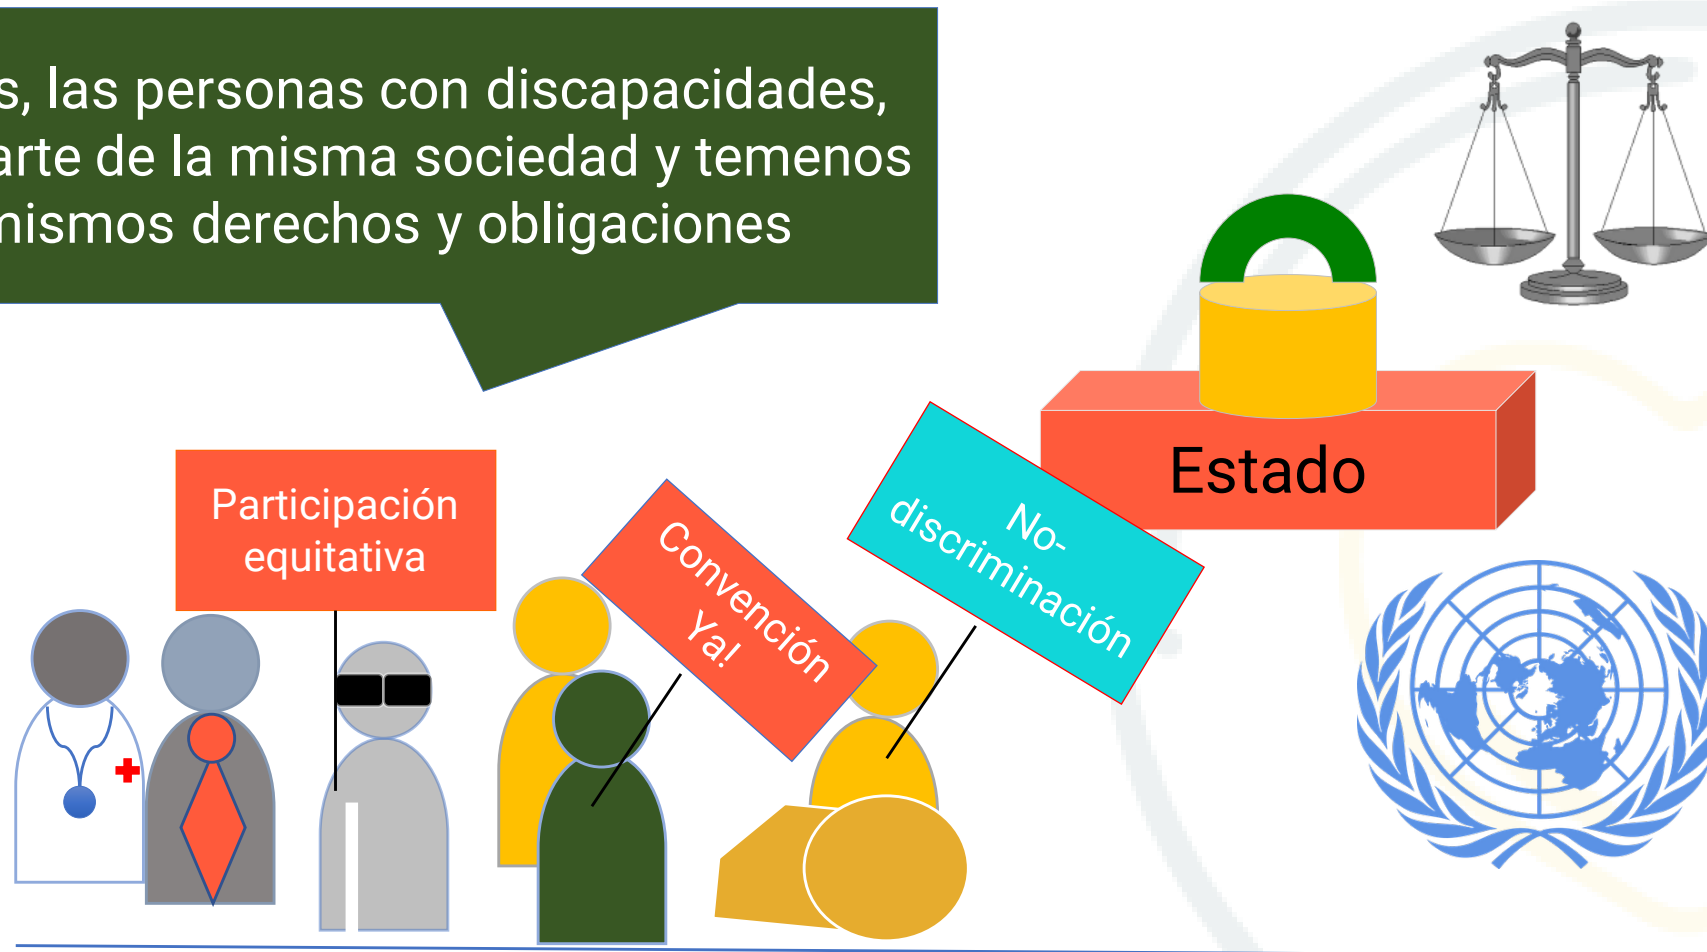 s, las personas con discapacidades,
arte de la misma sociedad y temenos
mismos derechos y obligaciones
Estado
Participación
equitativa
Convención
Ya!
No-
discriminación